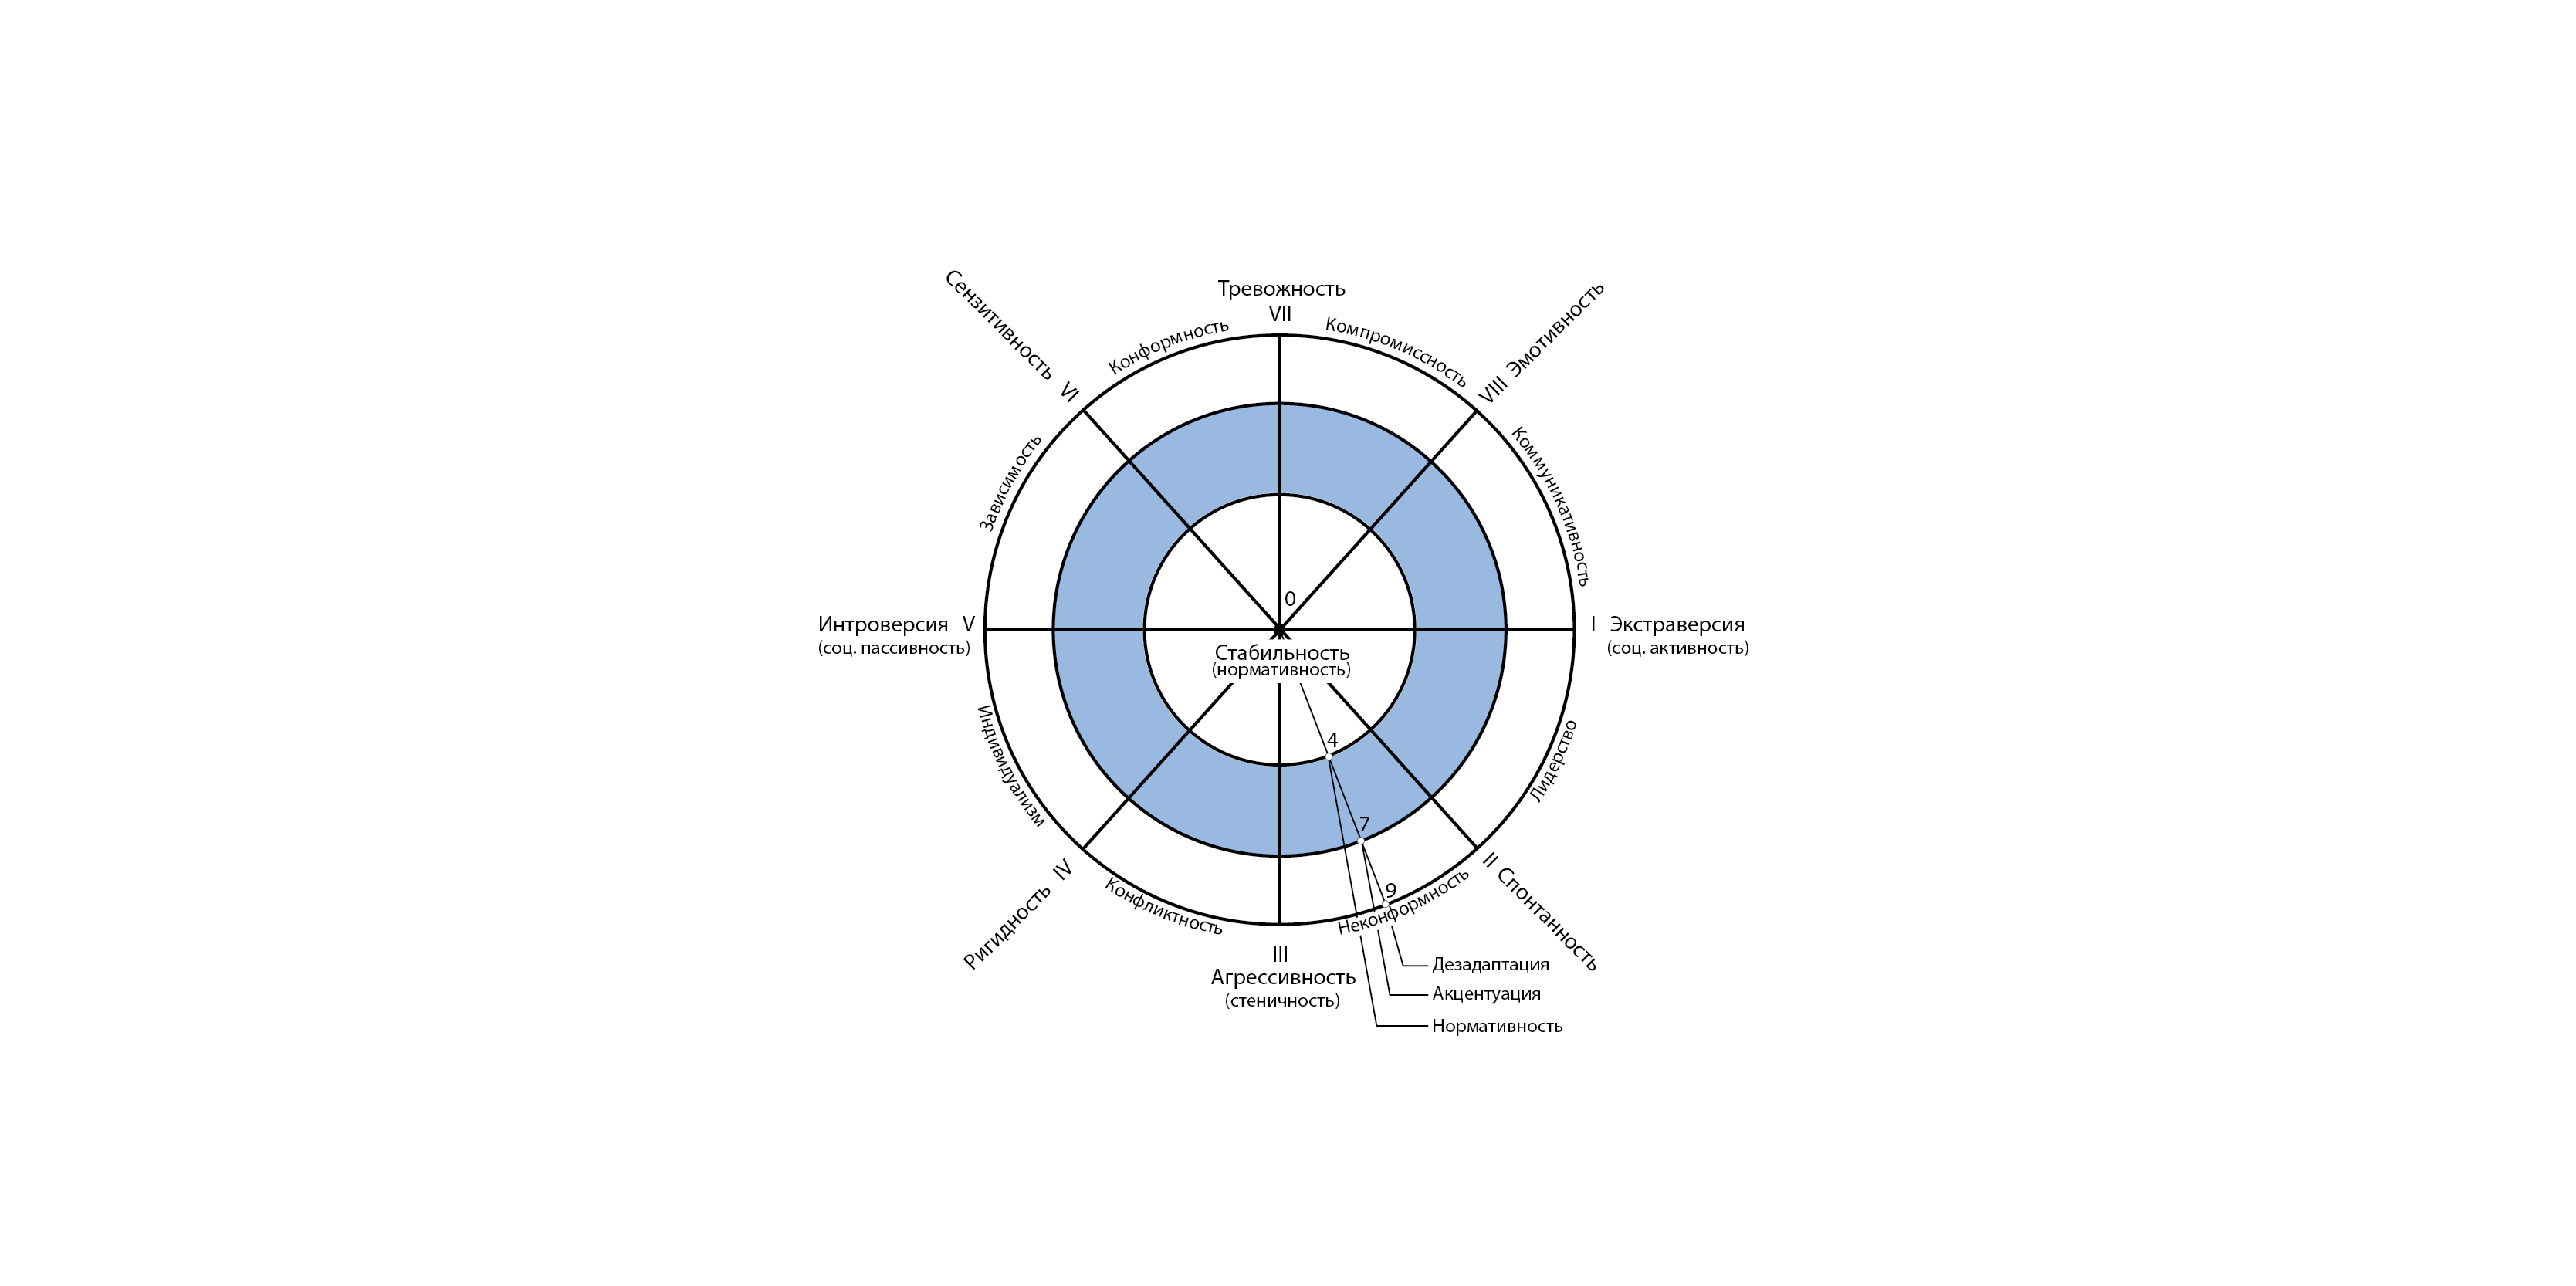 Сензитивность VI
Тревожность
VII
VIII Эмотивность
Конформность
Компромиссность
Зависимость
Коммуникативность
0
Интроверсия V
(соц. пассивность)
I Экстраверсия
(соц. активность)
Стабильность
(нормативность)
Индивидуализм
Лидерство
4
7
9
Ригидность IV
Конфликтность
Неконформность
II Спонтанность
III
Агрессивность
(стеничность)
Дезадаптация
Акцентуация
Нормативность